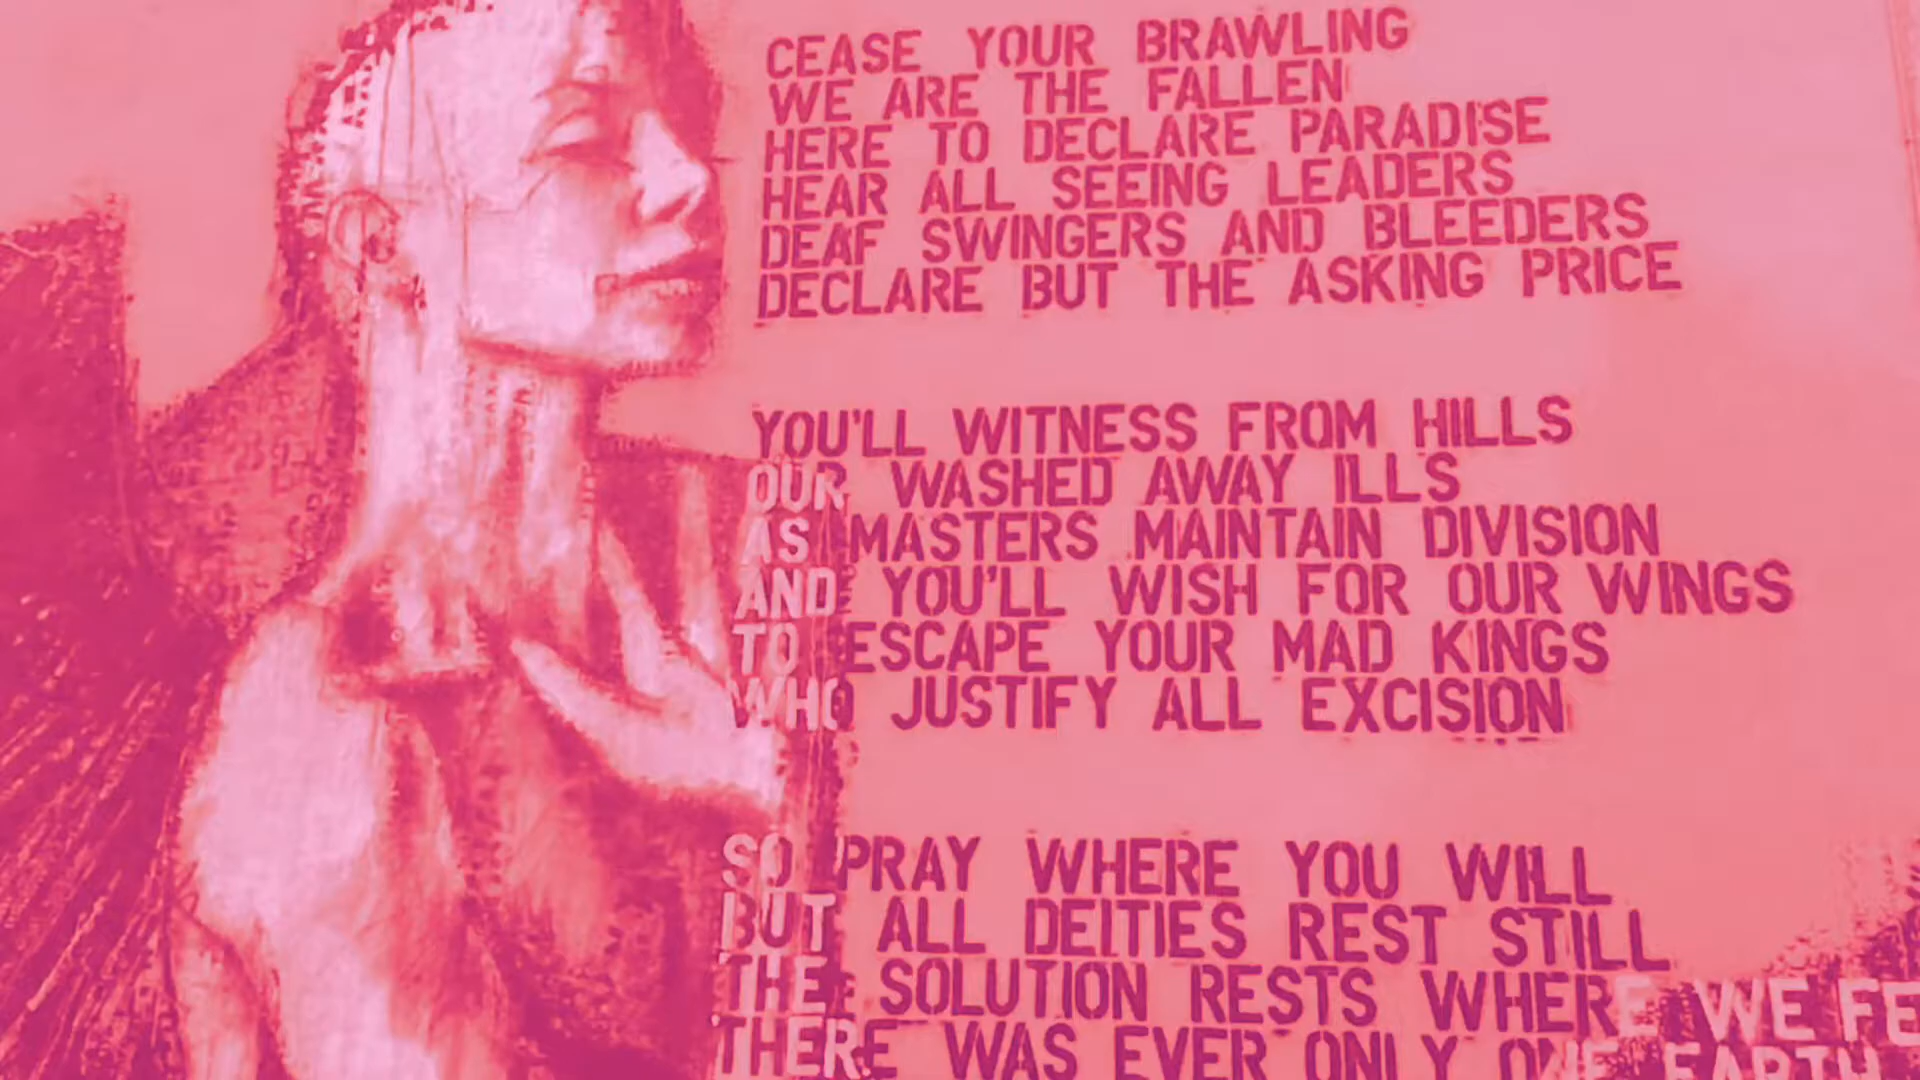 CEASE YOUR BRAWLING
WE ARE THE FALLEN
HERE TO DECLARE PARADISE
HEAR ALL SEEING LEADERS
DEAF SWINGERS AND BLEEDERS
DECLARE BUT THE ASKING PRICE
YOU'LL WITNESS FROM HILLS
OUR WASHED AWAY ILLS
AS MASTERS MAINTAIN DIVISION
AND YOU'LL WISH FOR OUR WINGS
TO ESCAPE YOUR MAD KINGS
WHO JUSTIFY ALL EXCISION
SO PRAY WHERE YOU WILL
BUT ALL DEITIES REST STILL
THE SOLUTION RESTS WHERE WE FE
THERE WAS EVER ONLY ONE EARTH